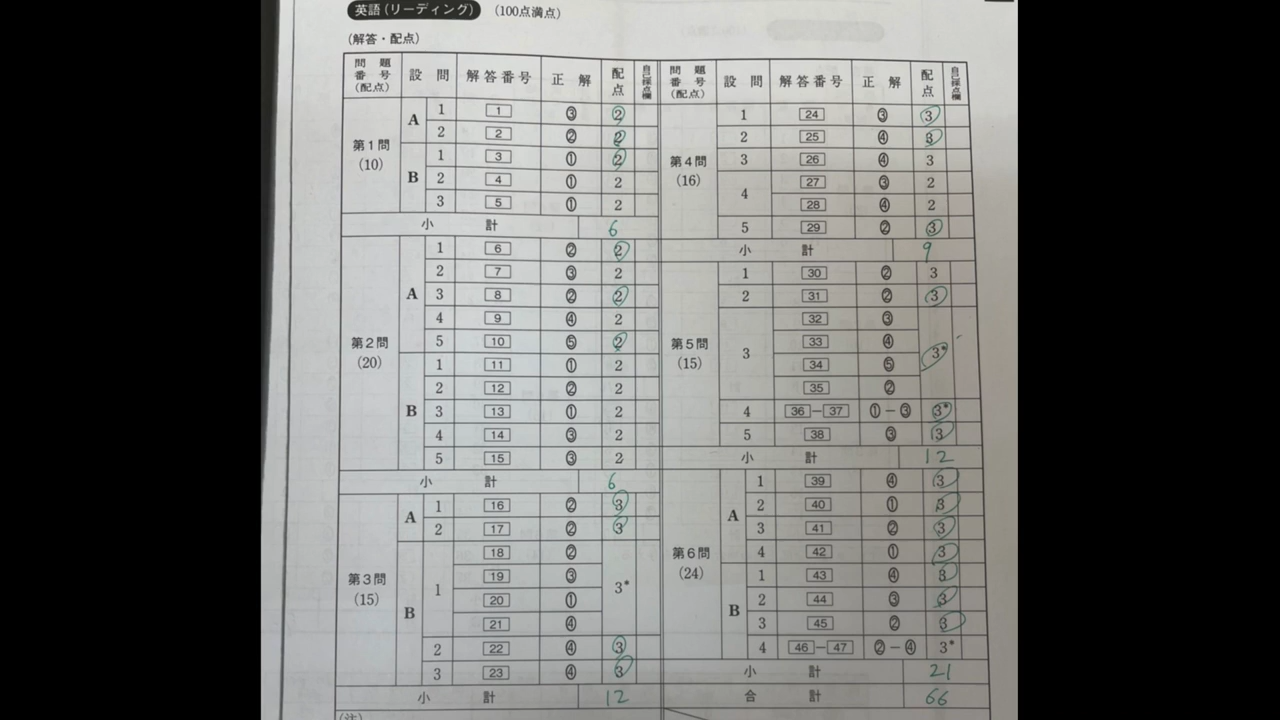 英語(リーディング) (100点満点)
(解答・配点)
問題番号(配点) 設問 解答番号 正解 配点 自己採点欄
第1問(10) A 1 1 ③ 2
2 2 ② 2
B 1 3 ① 2
2 4 ① 2
3 5 ① 2
小計 6
第2問(20) A 1 6 ② 2
2 7 ③ 2
3 8 ② 2
4 9 ④ 2
5 10 ⑤ 2
B 1 11 ① 2
2 12 ② 2
3 13 ① 2
4 14 ③ 2
5 15 ③ 2
小計 6
第3問(15) A 1 16 ② 3
2 17 ② 3
B 1 18 ② 3*
19 ③
20 ①
21 ④
2 22 ④ 3
3 23 ④ 3
小計 12
問題番号(配点) 設問 解答番号 正解 配点 自己採点欄
第4問(16) 1 24 ③ 3
2 25 ④ 3
3 26 ④ 3
4 27 ③ 2
28 ④ 2
5 29 ② 3
小計 9
第5問(15) 1 30 ② 3
2 31 ② 3
3 32 ③ 3*
33 ④
34 ⑤
35 ②
4 36-37 ①-③ 3*
5 38 ③ 3
小計 12
第6問(24) A 1 39 ④ 3
2 40 ① 3
3 41 ② 3
4 42 ① 3
B 1 43 ④ 3
2 44 ③ 3
3 45 ② 3
4 46-47 ②-④ 3*
小計 21
合計 66
(注)